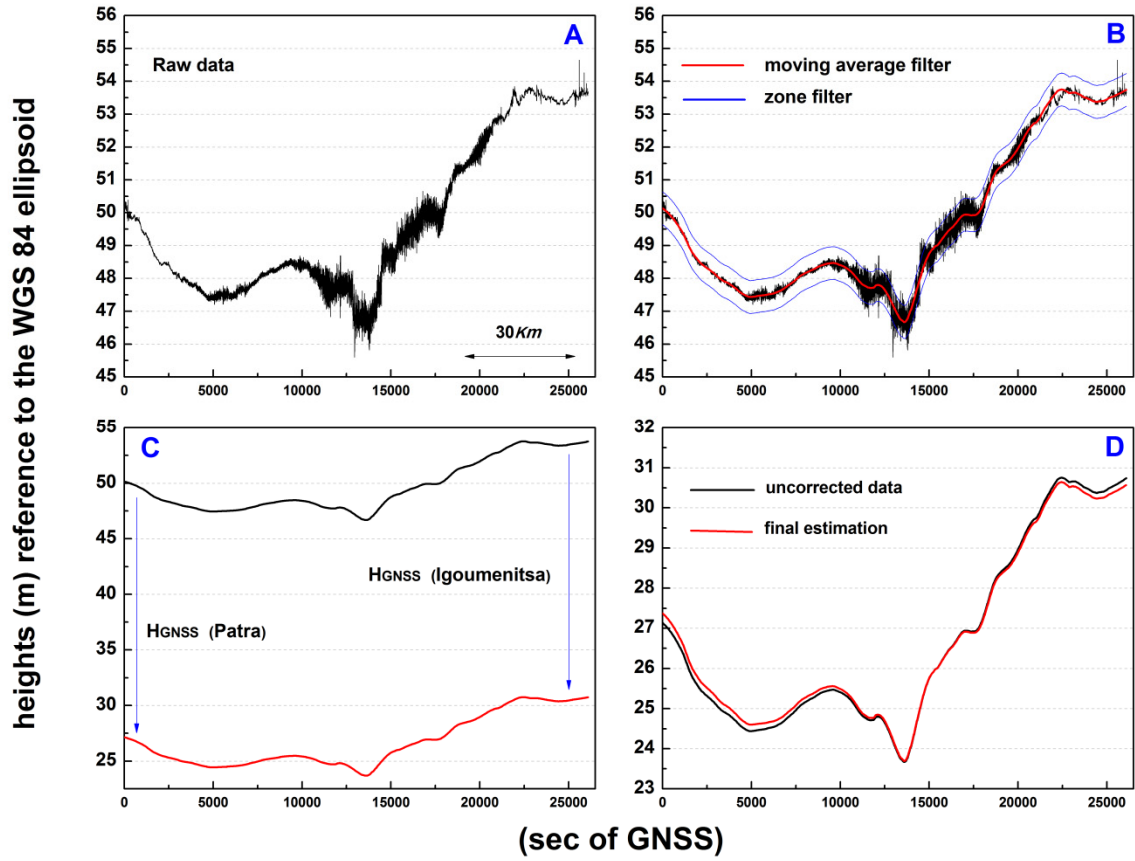 heights (m) reference to the WGS 84 ellipsoid
A
Raw data
30Km
56
55
54
53
52
51
50
49
48
47
46
45
0 5000 10000 15000 20000 25000
B
moving average filter
zone filter
56
55
54
53
52
51
50
49
48
47
46
45
0 5000 10000 15000 20000 25000
C
HGNSS (Igoumenitsa)
HGNSS (Patra)
55
50
45
40
35
30
25
0 5000 10000 15000 20000 25000
D
uncorrected data
final estimation
32
31
30
29
28
27
26
25
24
23
0 5000 10000 15000 20000 25000
(sec of GNSS)